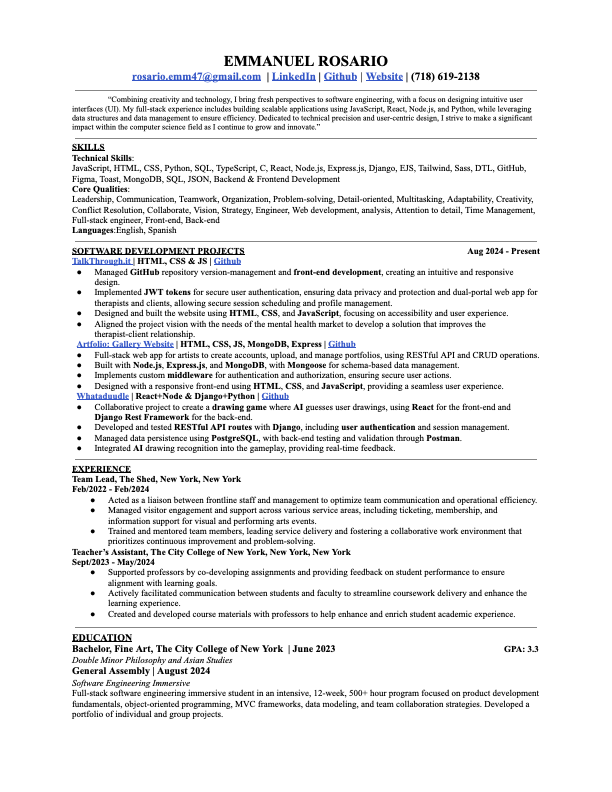 EMMANUEL ROSARIO
rosario.emm47@gmail.com | LinkedIn | Github | Website | (718) 619-2138
"Combining creativity and technology, I bring fresh perspectives to software engineering, with a focus on designing intuitive user
interfaces (UI). My full-stack experience includes building scalable applications using JavaScript, React, Node.js, and Python, while leveraging
data structures and data management to ensure efficiency. Dedicated to technical precision and user-centric design, I strive to make a significant
impact within the computer science field as I continue to grow and innovate."
SKILLS
Technical Skills:
JavaScript, HTML, CSS, Python, SQL, TypeScript, C, React, Node.js, Express.js, Django, EJS, Tailwind, Sass, DTL, GitHub,
Figma, Toast, MongoDB, SQL, JSON, Backend & Frontend Development
Core Qualities:
Leadership, Communication, Teamwork, Organization, Problem-solving, Detail-oriented, Multitasking, Adaptability, Creativity,
Conflict Resolution, Collaborate, Vision, Strategy, Engineer, Web development, analysis, Attention to detail, Time Management,
Full-stack engineer, Front-end, Back-end
Languages:English, Spanish
SOFTWARE DEVELOPMENT PROJECTS Aug 2024 - Present
TalkThrough.it | HTML, CSS & JS | Github
● Managed GitHub repository version-management and front-end development, creating an intuitive and responsive
design.
● Implemented JWT tokens for secure user authentication, ensuring data privacy and protection and dual-portal web app for
therapists and clients, allowing secure session scheduling and profile management.
● Designed and built the website using HTML, CSS, and JavaScript, focusing on accessibility and user experience.
● Aligned the project vision with the needs of the mental health market to develop a solution that improves the
therapist-client relationship.
Artfolio: Gallery Website | HTML, CSS, JS, MongoDB, Express | Github
● Full-stack web app for artists to create accounts, upload, and manage portfolios, using RESTful API and CRUD operations.
● Built with Node.js, Express.js, and MongoDB, with Mongoose for schema-based data management.
● Implements custom middleware for authentication and authorization, ensuring secure user actions.
● Designed with a responsive front-end using HTML, CSS, and JavaScript, providing a seamless user experience.
Whataduudle | React+Node & Django+Python | Github
● Collaborative project to create a drawing game where AI guesses user drawings, using React for the front-end and
Django Rest Framework for the back-end.
● Developed and tested RESTful API routes with Django, including user authentication and session management.
● Managed data persistence using PostgreSQL, with back-end testing and validation through Postman.
● Integrated AI drawing recognition into the gameplay, providing real-time feedback.
EXPERIENCE
Team Lead, The Shed, New York, New York
Feb/2022 - Feb/2024
● Acted as a liaison between frontline staff and management to optimize team communication and operational efficiency.
● Managed visitor engagement and support across various service areas, including ticketing, membership, and
information support for visual and performing arts events.
● Trained and mentored team members, leading service delivery and fostering a collaborative work environment that
prioritizes continuous improvement and problem-solving.
Teacher's Assistant, The City College of New York, New York, New York
Sept/2023 - May/2024
● Supported professors by co-developing assignments and providing feedback on student performance to ensure
alignment with learning goals.
● Actively facilitated communication between students and faculty to streamline coursework delivery and enhance the
learning experience.
● Created and developed course materials with professors to help enhance and enrich student academic experience.
EDUCATION
Bachelor, Fine Art, The City College of New York | June 2023 GPA: 3.3
Double Minor Philosophy and Asian Studies
General Assembly | August 2024
Software Engineering Immersive
Full-stack software engineering immersive student in an intensive, 12-week, 500+ hour program focused on product development
fundamentals, object-oriented programming, MVC frameworks, data modeling, and team collaboration strategies. Developed a
portfolio of individual and group projects.